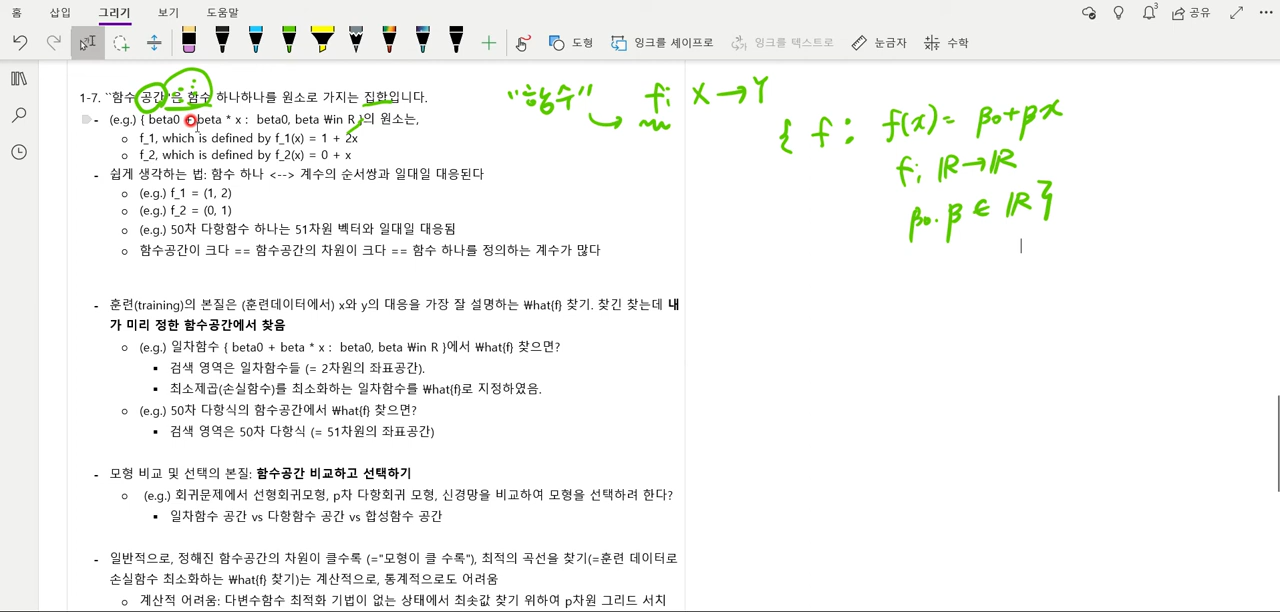 홈 삽입 그리기 보기 도움말
3 공유
도형 잉크를 셰이프로 잉크를 텍스트로 눈금자 수학
1-7. ``함수 공간''은 함수 하나하나를 원소로 가지는 집합입니다.
- (e.g.) { beta0 + beta * x : beta0, beta ₩in R }의 원소는,
o f_1, which is defined by f_1(x) = 1 + 2x
o f_2, which is defined by f_2(x) = 0 + x
- 쉽게 생각하는 법: 함수 하나 <--> 계수의 순서쌍과 일대일 대응된다
o (e.g.) f_1 = (1, 2)
o (e.g.) f_2 = (0, 1)
o (e.g.) 50차 다항함수 하나는 51차원 벡터와 일대일 대응됨
o 함수공간이 크다 == 함수공간의 차원이 크다 == 함수 하나를 정의하는 계수가 많다
- 훈련(training)의 본질은 (훈련데이터에서) x와 y의 대응을 가장 잘 설명하는 ₩hat{f} 찾기. 찾긴 찾는데 내
가 미리 정한 함수공간에서 찾음
o (e.g.) 일차함수 { beta0 + beta * x : beta0, beta ₩in R }에서 ₩hat{f} 찾으면?
▪ 검색 영역은 일차함수들 (= 2차원의 좌표공간).
▪ 최소제곱(손실함수)를 최소화하는 일차함수를 ₩hat{f}로 지정하였음.
o (e.g.) 50차 다항식의 함수공간에서 ₩hat{f} 찾으면?
▪ 검색 영역은 50차 다항식 (= 51차원의 좌표공간)
- 모형 비교 및 선택의 본질: 함수공간 비교하고 선택하기
o (e.g.) 회귀문제에서 선형회귀모형, p차 다항회귀 모형, 신경망을 비교하여 모형을 선택하려 한다?
▪ 일차함수 공간 vs 다항함수 공간 vs 합성함수 공간
- 일반적으로, 정해진 함수공간의 차원이 클수록 (="모형이 클 수록"), 최적의 곡선을 찾기(=훈련 데이터로
손실함수 최소화하는 ₩hat{f} 찾기)는 계산적으로, 통계적으로도 어려움
o 계산적 어려움: 다변수함수 최적화 기법이 없는 상태에서 최솟값 찾기 위하여 p차원 그리드 서치
"함수" f; X → Y
{ f : f(x) = β0 + βx
f; ℝ → ℝ
β0. β ∈ ℝ }